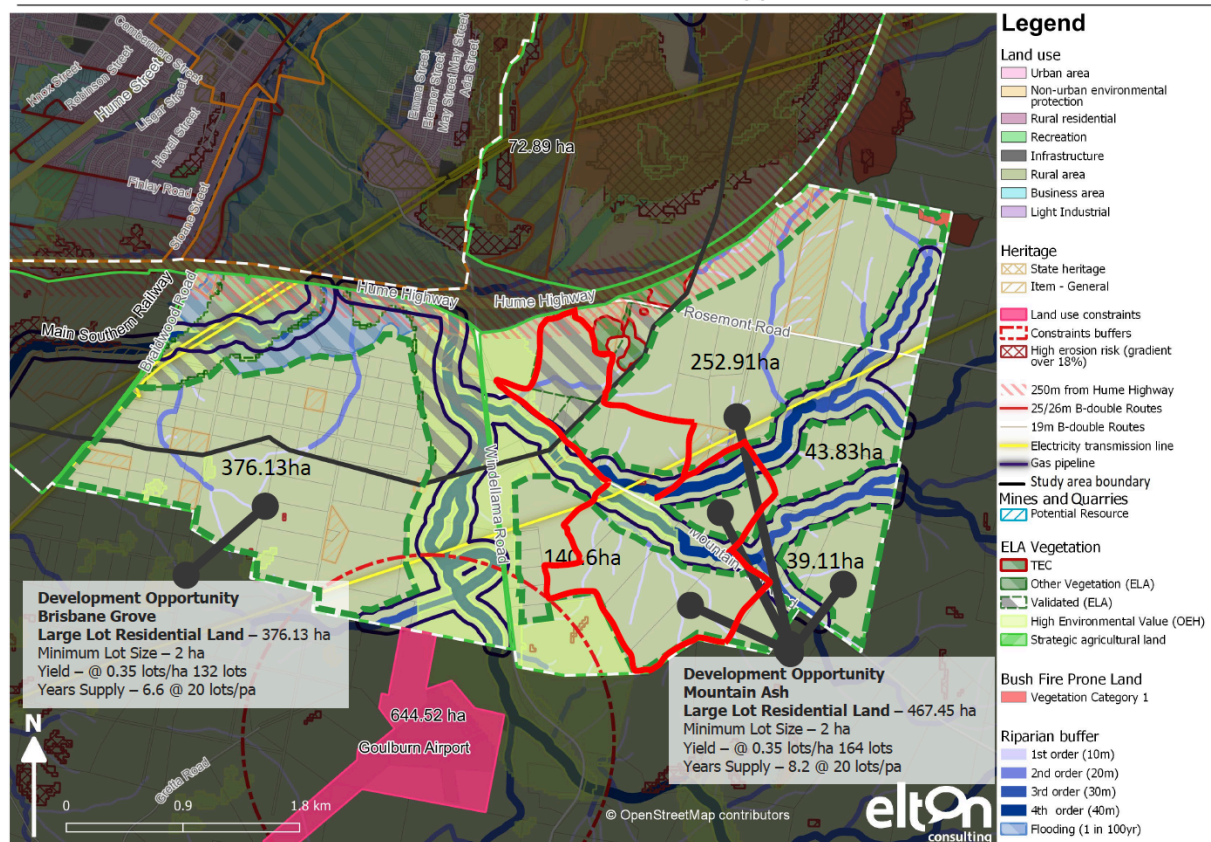 Combermere Street
Knox Street
Robinson Street
Hume Street
Lisgar Street
Hovell Street
Finlay Road
Sloane Street
Emma Street
Eleanor Street
May Street May Street
Ada Street
72.89 ha
Main Southern Railway
Braidwood Road
Hume Highway
Hume Highway
Rosemont Road
252.91ha
376.13ha
Windellama Road
43.83ha
140.6ha
Mountain
39.11ha
Development Opportunity
Brisbane Grove
Large Lot Residential Land – 376.13 ha
Minimum Lot Size – 2 ha
Yield – @ 0.35 lots/ha 132 lots
Years Supply – 6.6 @ 20 lots/pa
Development Opportunity
Mountain Ash
Large Lot Residential Land – 467.45 ha
Minimum Lot Size – 2 ha
Yield – @ 0.35 lots/ha 164 lots
Years Supply – 8.2 @ 20 lots/pa
644.52 ha
Goulburn Airport
N
0 0.9 1.8 km
© OpenStreetMap contributors
elton
consulting
Legend
Land use
Urban area
Non-urban environmental
protection
Rural residential
Recreation
Infrastructure
Rural area
Business area
Light Industrial
Heritage
State heritage
Item - General
Land use constraints
Constraints buffers
High erosion risk (gradient
over 18%)
250m from Hume Highway
25/26m B-double Routes
19m B-double Routes
Electricity transmission line
Gas pipeline
Study area boundary
Mines and Quarries
Potential Resource
ELA Vegetation
TEC
Other Vegetation (ELA)
Validated (ELA)
High Environmental Value (OEH)
Strategic agricultural land
Bush Fire Prone Land
Vegetation Category 1
Riparian buffer
1st order (10m)
2nd order (20m)
3rd order (30m)
4th order (40m)
Flooding (1 in 100yr)